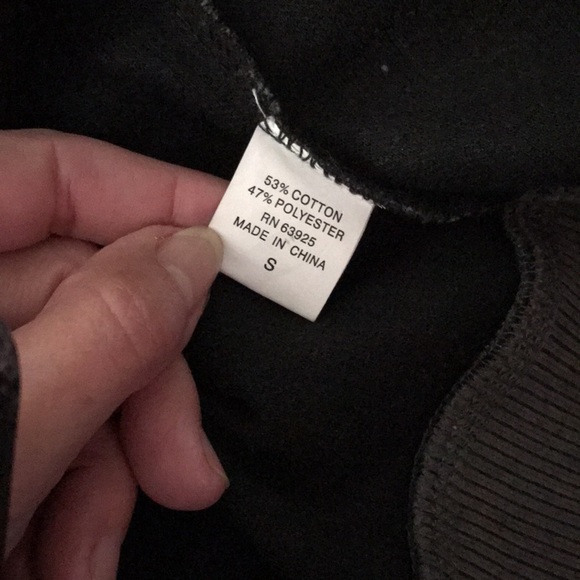 53% COTTON
47% POLYESTER
RN 63925
MADE IN CHINA
S